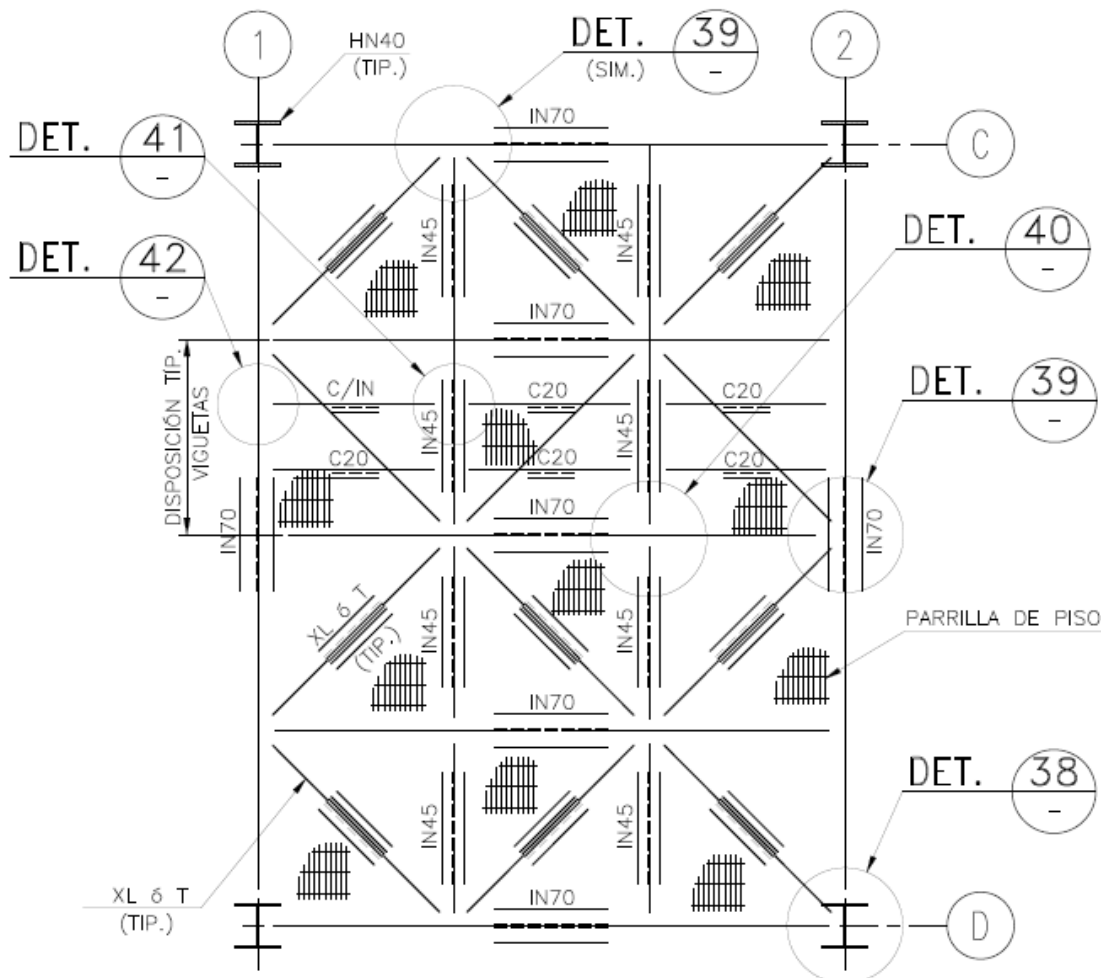 1
HN40
(TIP.)
DET. 39
-
(SIM.)
2
IN70
DET. 41
-
C
IN45
IN45
DET. 40
-
DET. 42
-
IN70
DISPOSICIÓN TÍP.
VIGUETAS
C/IN
C20
C20
DET. 39
-
IN45
IN45
C20
C20
C20
IN70
IN70
IN70
XL ó T
(TIP.)
IN45
IN45
PARRILLA DE PISO
IN70
DET. 38
-
IN45
IN45
XL ó T
(TIP.)
IN70
D